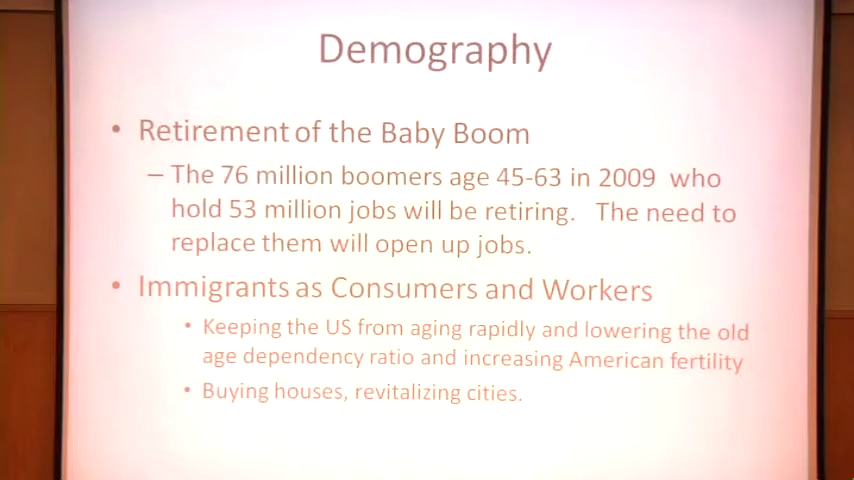 Demography
• Retirement of the Baby Boom
– The 76 million boomers age 45-63 in 2009 who
hold 53 million jobs will be retiring. The need to
replace them will open up jobs.
• Immigrants as Consumers and Workers
• Keeping the US from aging rapidly and lowering the old
age dependency ratio and increasing American fertility
• Buying houses, revitalizing cities.